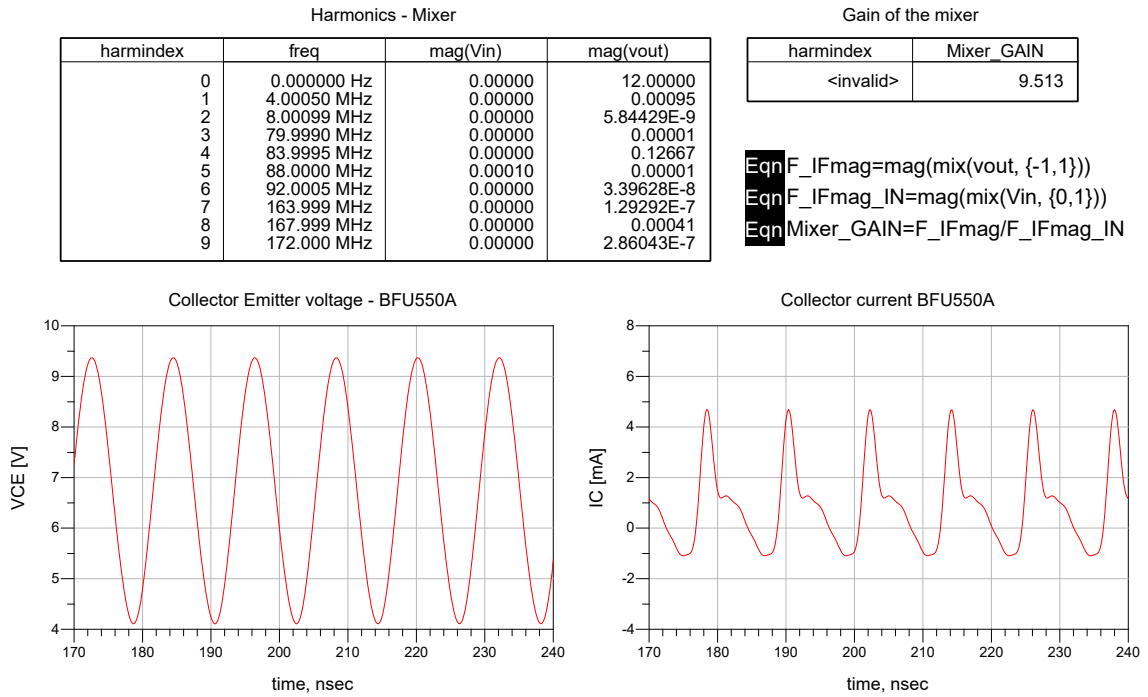 Harmonics - Mixer
harmindex freq mag(Vin) mag(vout)
0 0.000000 Hz 0.00000 12.00000
1 4.00050 MHz 0.00000 0.00095
2 8.00099 MHz 0.00000 5.84429E-9
3 79.9990 MHz 0.00000 0.00001
4 83.9995 MHz 0.00000 0.12667
5 88.0000 MHz 0.00010 0.00001
6 92.0005 MHz 0.00000 3.39628E-8
7 163.999 MHz 0.00000 1.29292E-7
8 167.999 MHz 0.00000 0.00041
9 172.000 MHz 0.00000 2.86043E-7
Gain of the mixer
harmindex Mixer_GAIN
<invalid> 9.513
Eqn F_IFmag=mag(mix(vout, {-1,1}))
Eqn F_IFmag_IN=mag(mix(Vin, {0,1}))
Eqn Mixer_GAIN=F_IFmag/F_IFmag_IN
Collector Emitter voltage - BFU550A
10
9
8
7
6
5
4
VCE [V]
170 180 190 200 210 220 230 240
time, nsec
Collector current BFU550A
8
6
4
2
0
-2
-4
IC [mA]
170 180 190 200 210 220 230 240
time, nsec